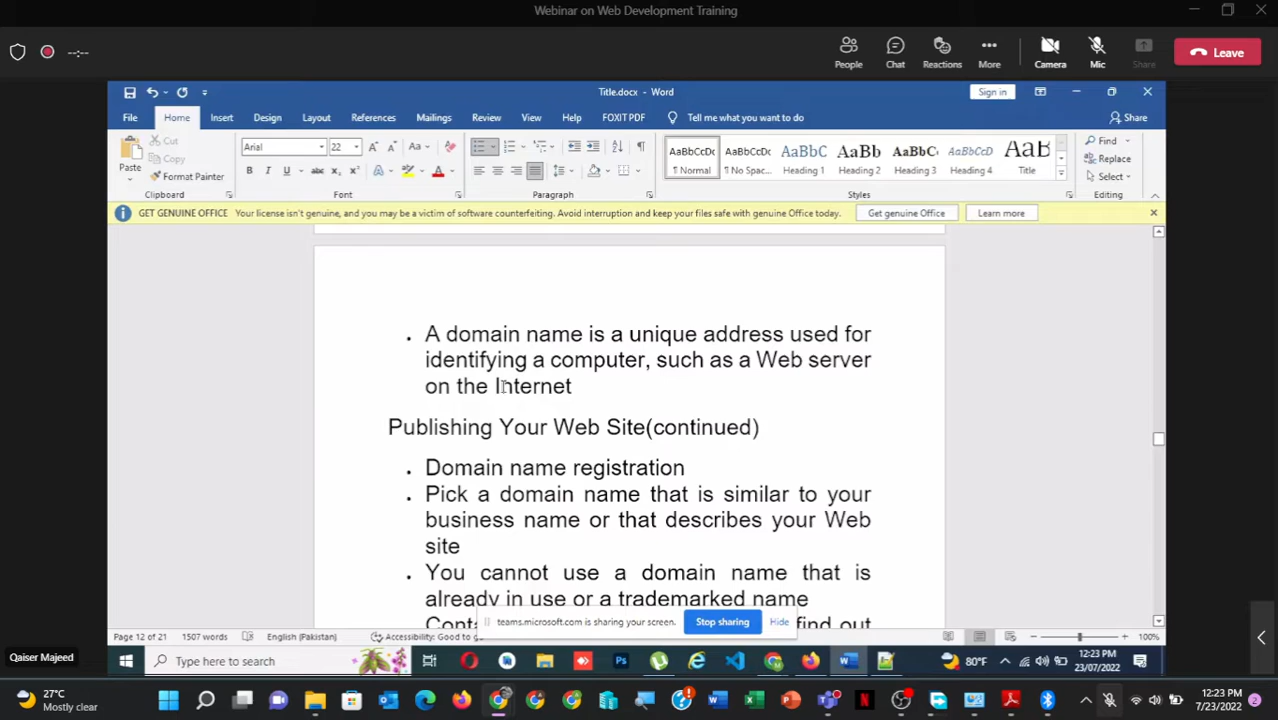 Webinar on Web Development Training
--:--
People
Chat
Reactions
More
Camera
Mic
Share
Leave
Title.docx - Word
Sign in
File
Home
Insert
Design
Layout
References
Mailings
Review
View
Help
FOXIT PDF
Tell me what you want to do
Share
Paste
Cut
Copy
Format Painter
Clipboard
Arial
22
Font
Paragraph
AaBbCcDc
¶ Normal
AaBbCcDc
¶ No Spac...
AaBbC
Heading 1
AaBb
Heading 2
AaBbCc
Heading 3
AaBbCcD
Heading 4
AaH
Title
Styles
Find
Replace
Select
Editing
GET GENUINE OFFICE Your license isn't genuine, and you may be a victim of software counterfeiting. Avoid interruption and keep your files safe with genuine Office today.
Get genuine Office
Learn more
• A domain name is a unique address used for
identifying a computer, such as a Web server
on the Internet
Publishing Your Web Site(continued)
• Domain name registration
• Pick a domain name that is similar to your
business name or that describes your Web
site
• You cannot use a domain name that is
already in use or a trademarked name
find out
teams.microsoft.com is sharing your screen.
Stop sharing
Hide
Page 12 of 21
1507 words
English (Pakistan)
Accessibility: Good to
100%
Qaiser Majeed
Type here to search
80°F
12:23 PM
23/07/2022
27°C
Mostly clear
12:23 PM
7/23/2022